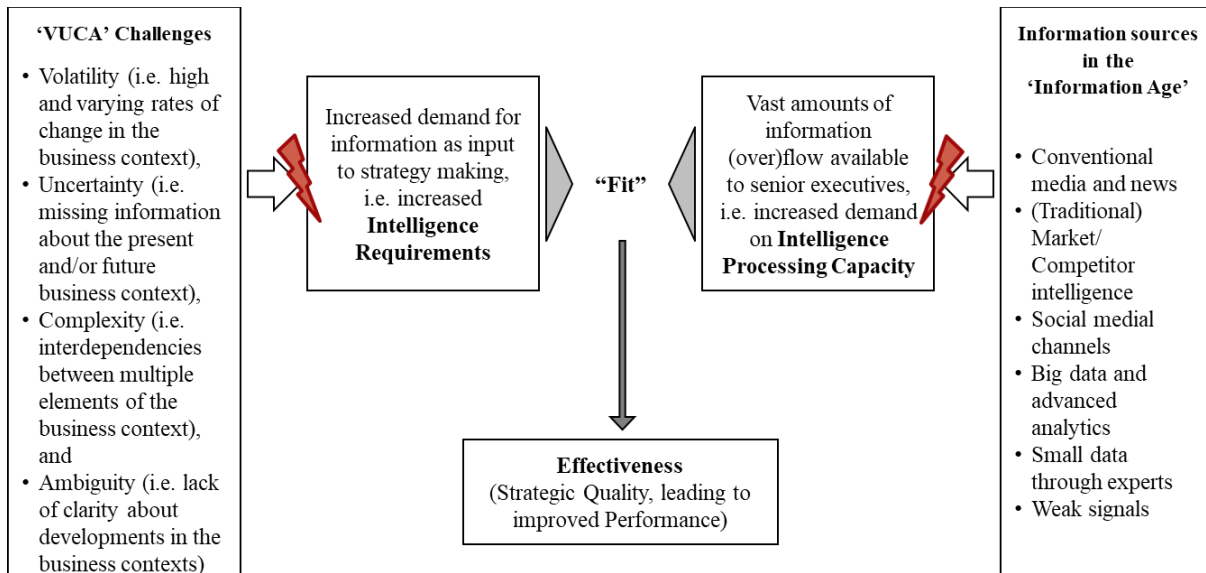 ‘VUCA’ Challenges
• Volatility (i.e. high
and varying rates of
change in the
business context),
• Uncertainty (i.e.
missing information
about the present
and/or future
business context),
• Complexity (i.e.
interdependencies
between multiple
elements of the
business context),
and
• Ambiguity (i.e. lack
of clarity about
developments in the
business contexts)
Increased demand for
information as input
to strategy making,
i.e. increased
Intelligence
Requirements
“Fit”
Vast amounts of
information
(over)flow available
to senior executives,
i.e. increased demand
on Intelligence
Processing Capacity
Effectiveness
(Strategic Quality, leading to
improved Performance)
Information sources
in the
‘Information Age’
• Conventional
media and news
• (Traditional)
Market/
Competitor
intelligence
• Social medial
channels
• Big data and
advanced
analytics
• Small data
through experts
• Weak signals